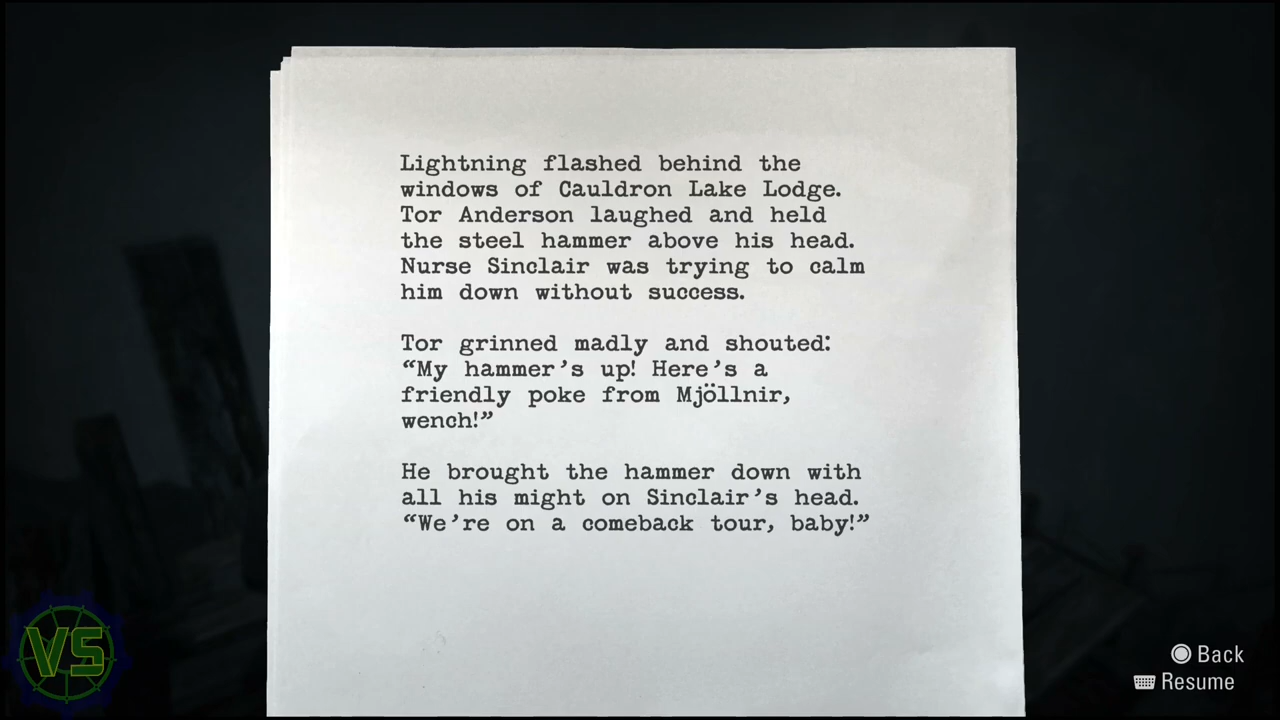 Lightning flashed behind the
windows of Cauldron Lake Lodge.
Tor Anderson laughed and held
the steel hammer above his head.
Nurse Sinclair was trying to calm
him down without success.
Tor grinned madly and shouted:
“My hammer’s up! Here’s a
friendly poke from Mjöllnir,
wench!”
He brought the hammer down with
all his might on Sinclair’s head.
“We’re on a comeback tour, baby!”
VS
Back
Resume